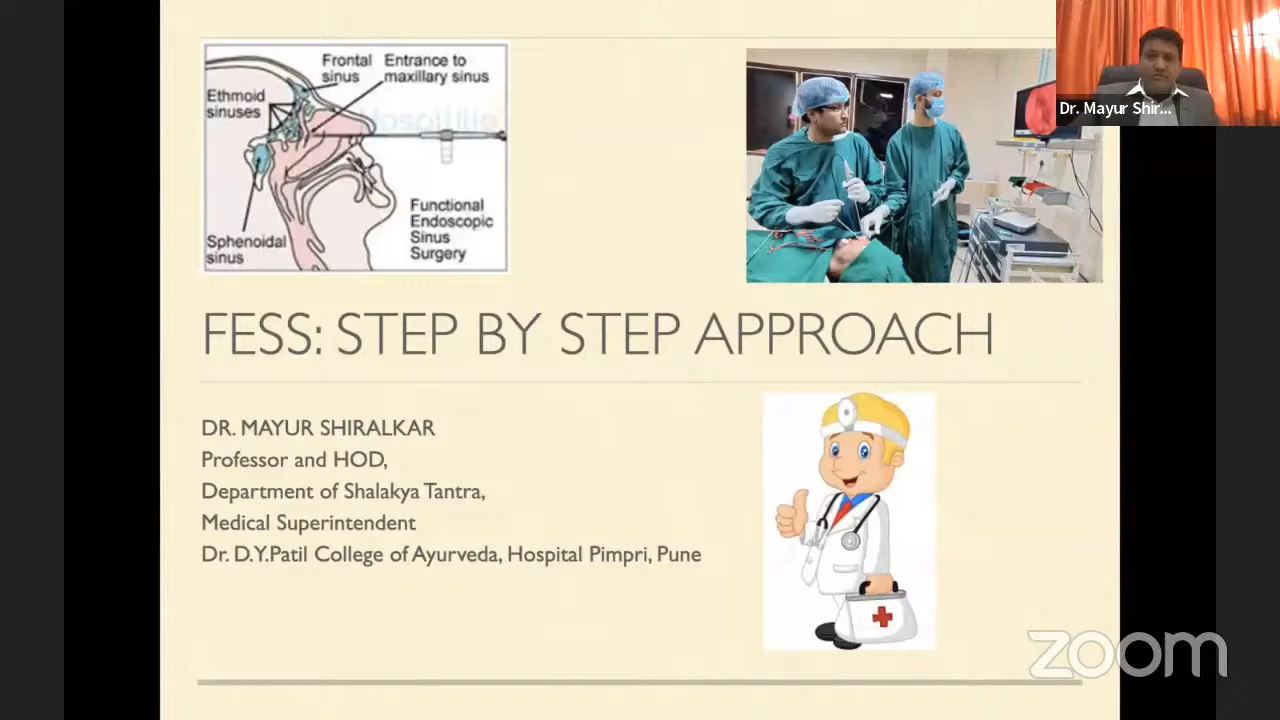 Frontal
sinus
Entrance to
maxillary sinus
Ethmoid
sinuses
Sphenoidal
sinus
Functional
Endoscopic
Sinus
Surgery
Dr. Mayur Shir...
FESS: STEP BY STEP APPROACH
DR. MAYUR SHIRALKAR
Professor and HOD,
Department of Shalakya Tantra,
Medical Superintendent
Dr. D.Y.Patil College of Ayurveda, Hospital Pimpri, Pune
zoom